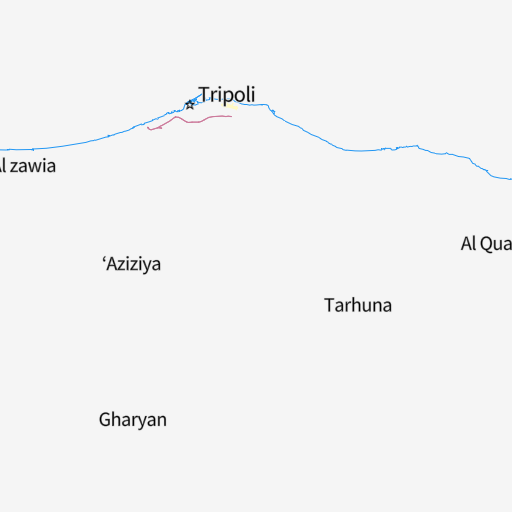 Tripoli
Al zawia
Al Qua
‘Aziziya
Tarhuna
Gharyan